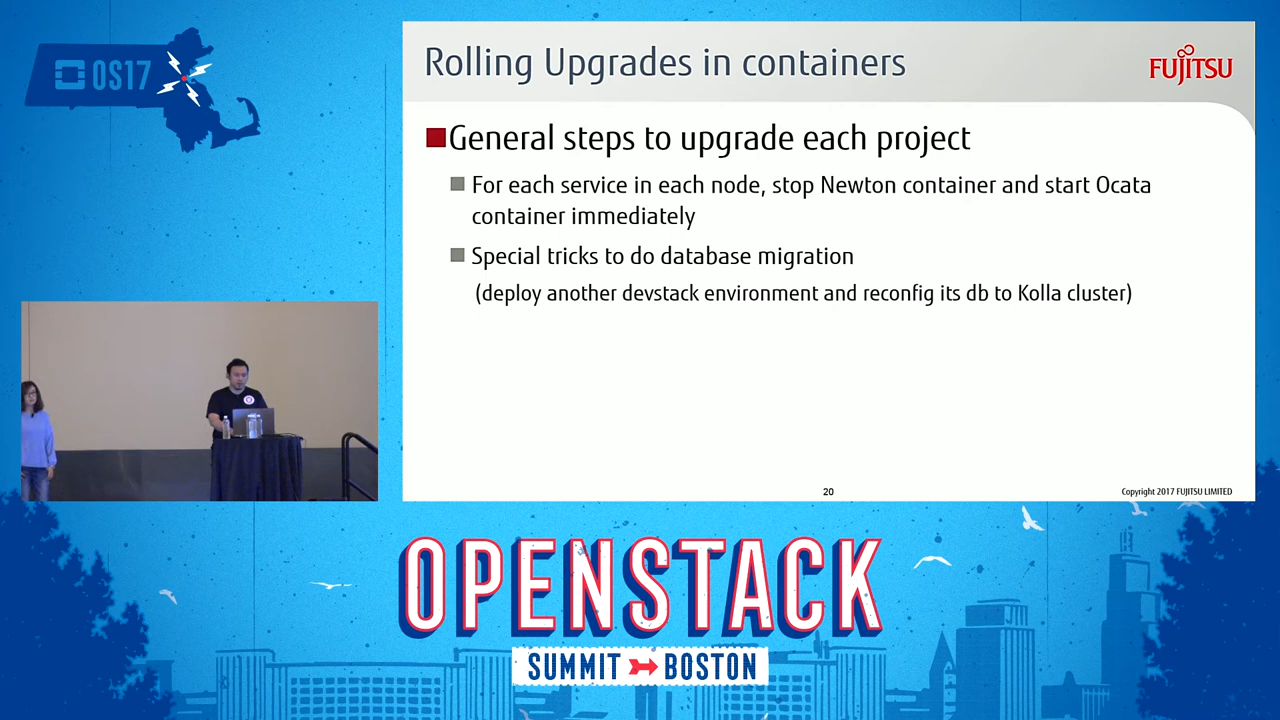 OS17
Rolling Upgrades in containers
FUJITSU
General steps to upgrade each project
For each service in each node, stop Newton container and start Ocata
container immediately
Special tricks to do database migration
(deploy another devstack environment and reconfig its db to Kolla cluster)
20
Copyright 2017 FUJITSU LIMITED
OPENSTACK
SUMMIT BOSTON